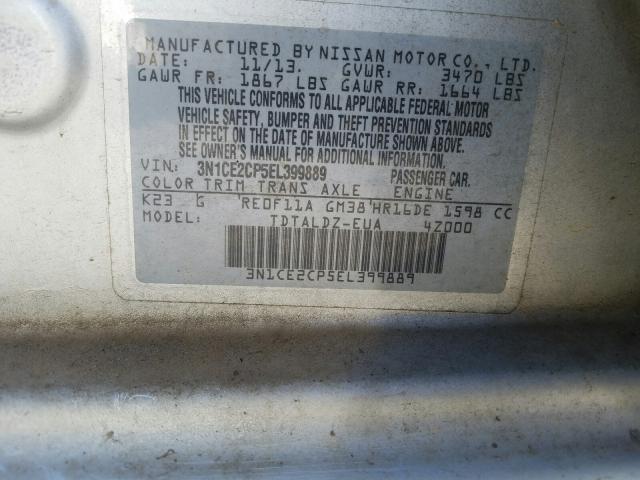 MANUFACTURED BY NISSAN MOTOR CO., LTD.
DATE: 11/13. GVWR: 3470 LBS
GAWR FR: 1867 LBS GAWR RR: 1664 LBS
THIS VEHICLE CONFORMS TO ALL APPLICABLE FEDERAL MOTOR
VEHICLE SAFETY, BUMPER AND THEFT PREVENTION STANDARDS
IN EFFECT ON THE DATE OF MANUFACTURE SHOWN ABOVE.
SEE OWNER'S MANUAL FOR ADDITIONAL INFORMATION.
VIN: 3N1CE2CP5EL399889 PASSENGER CAR.
COLOR TRIM TRANS AXLE ENGINE
K23 G RE0F11A GM38 HR16DE 1598 CC
MODEL: TDTALDZ-EUA 4Z000
3N1CE2CP5EL399889